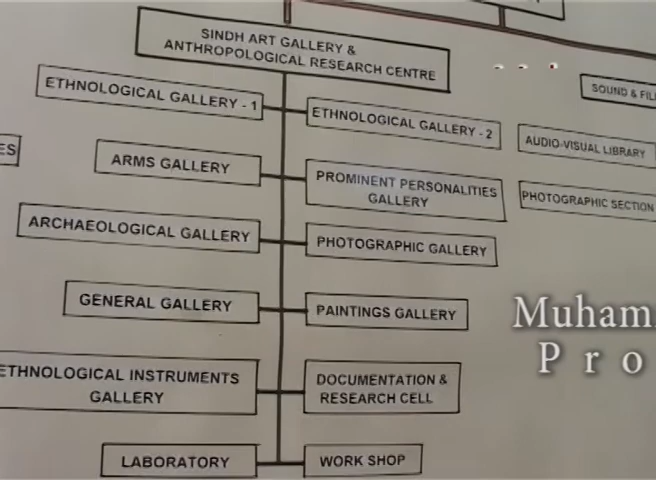 SINDH ART GALLERY &
ANTHROPOLOGICAL RESEARCH CENTRE
ETHNOLOGICAL GALLERY - 1
ETHNOLOGICAL GALLERY - 2
ARMS GALLERY
PROMINENT PERSONALITIES
GALLERY
ARCHAEOLOGICAL GALLERY
PHOTOGRAPHIC GALLERY
GENERAL GALLERY
PAINTINGS GALLERY
ETHNOLOGICAL INSTRUMENTS
GALLERY
DOCUMENTATION &
RESEARCH CELL
LABORATORY
WORK SHOP
ES
SOUND & FIL
AUDIO-VISUAL LIBRARY
PHOTOGRAPHIC SECTION
Muham
Pro